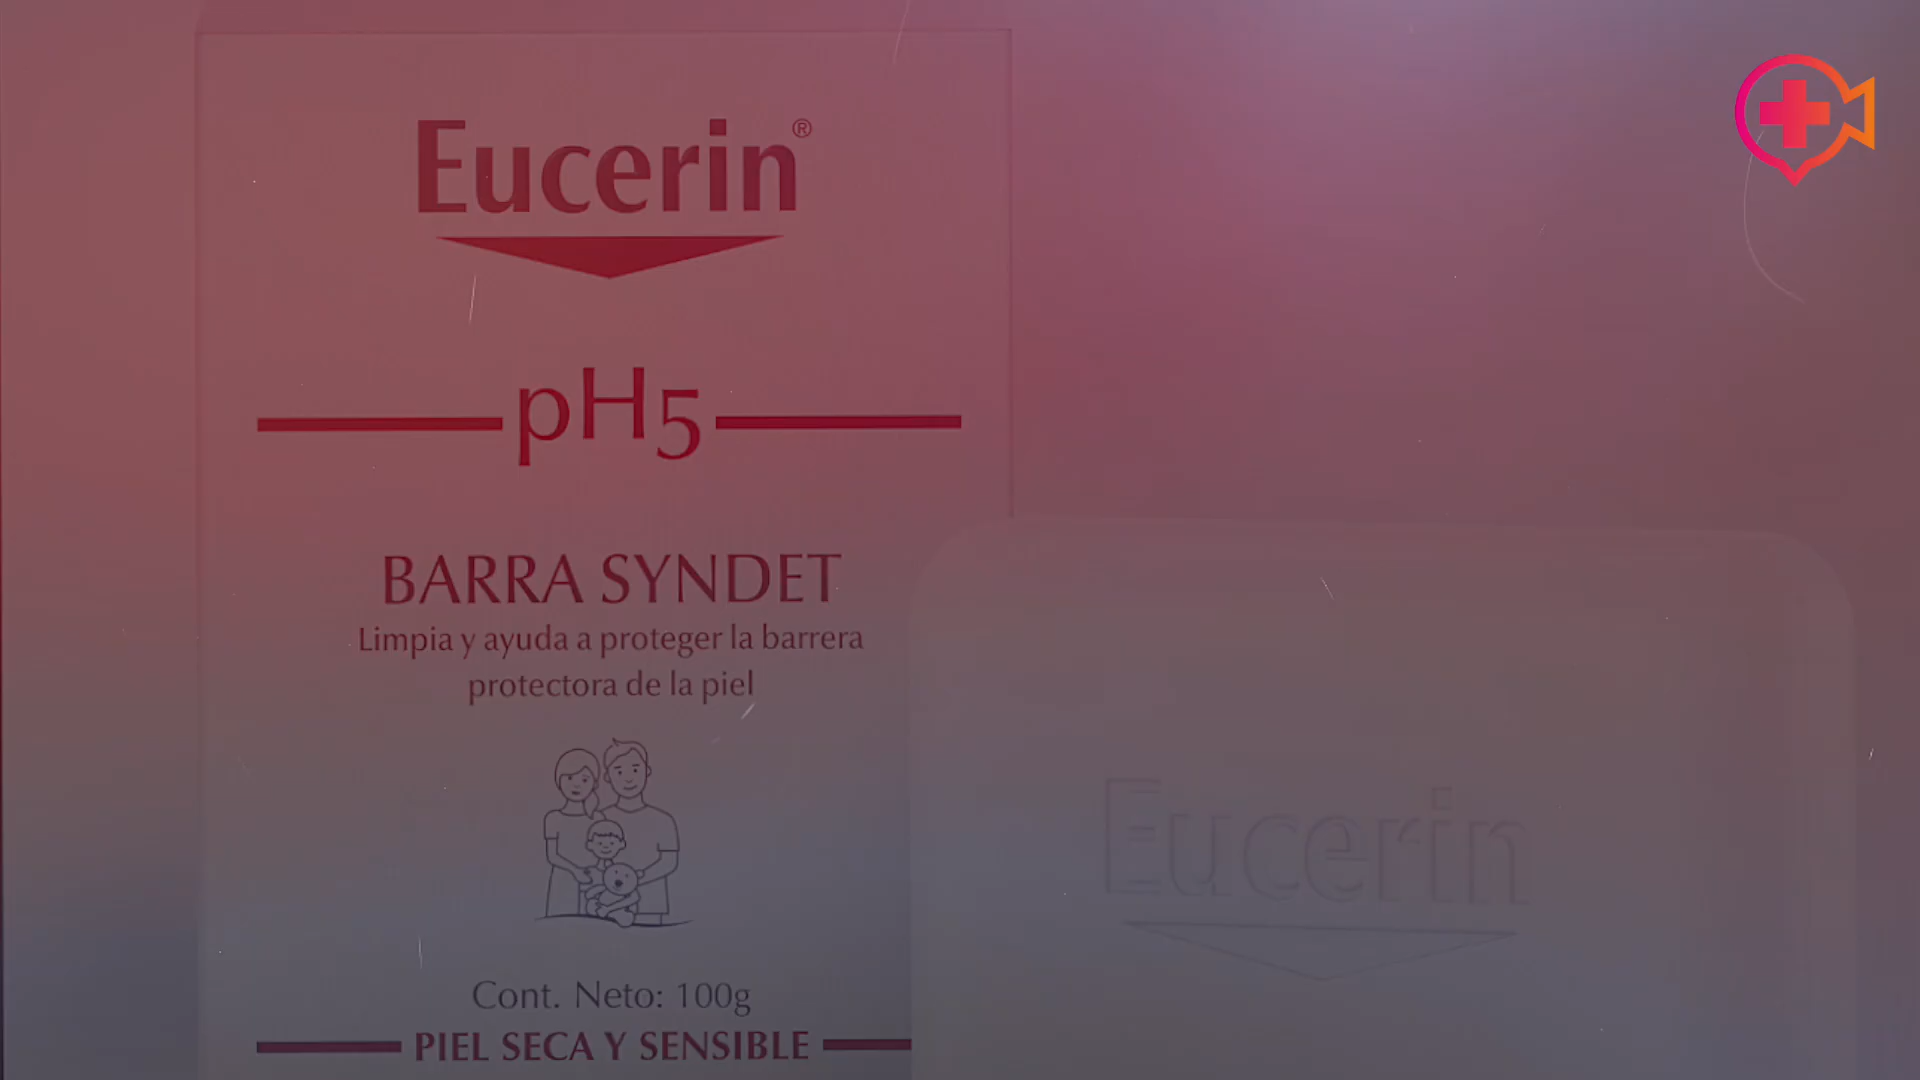 Eucerin®
pH5
BARRA SYNDET
Limpia y ayuda a proteger la barrera
protectora de la piel
Cont. Neto: 100g
PIEL SECA Y SENSIBLE
Eucerin